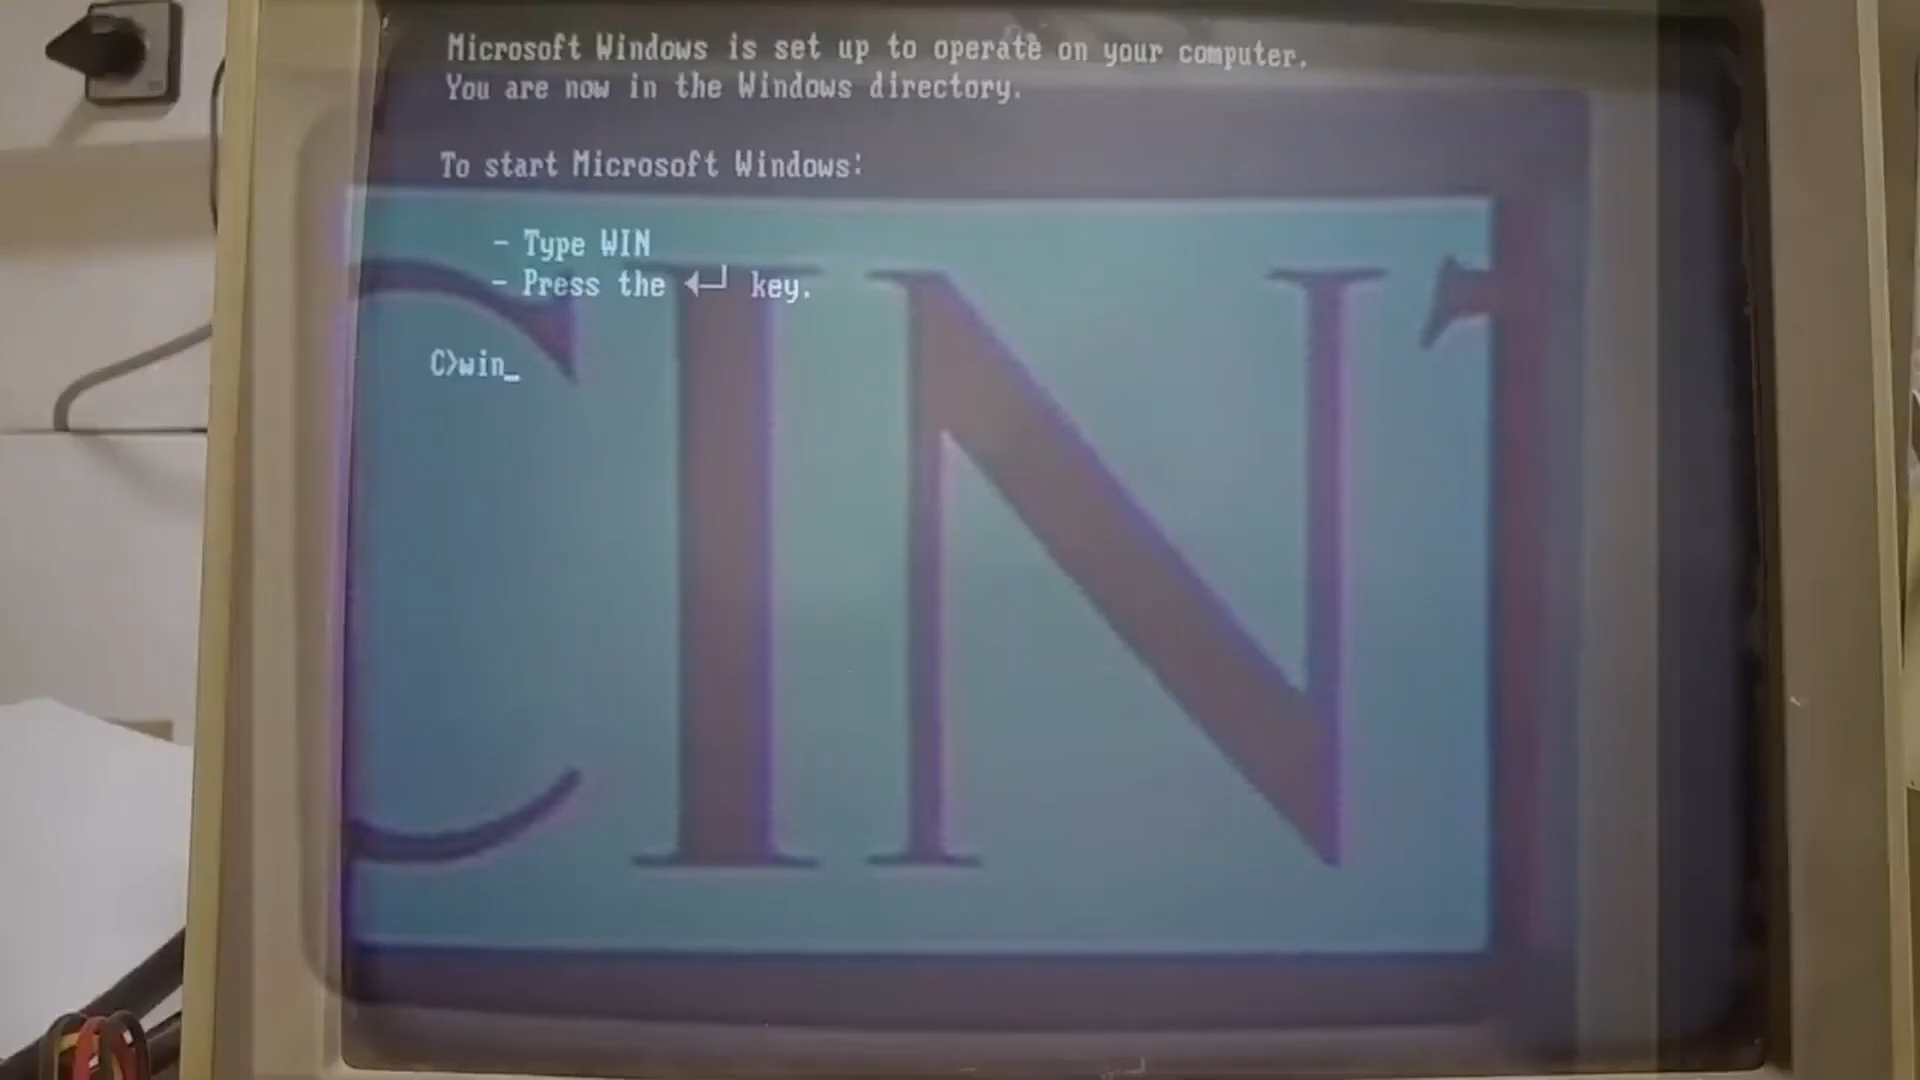 Microsoft Windows is set up to operate on your computer.
You are now in the Windows directory.
To start Microsoft Windows:
- Type WIN
- Press the ↵ key.
C>win_
CIN